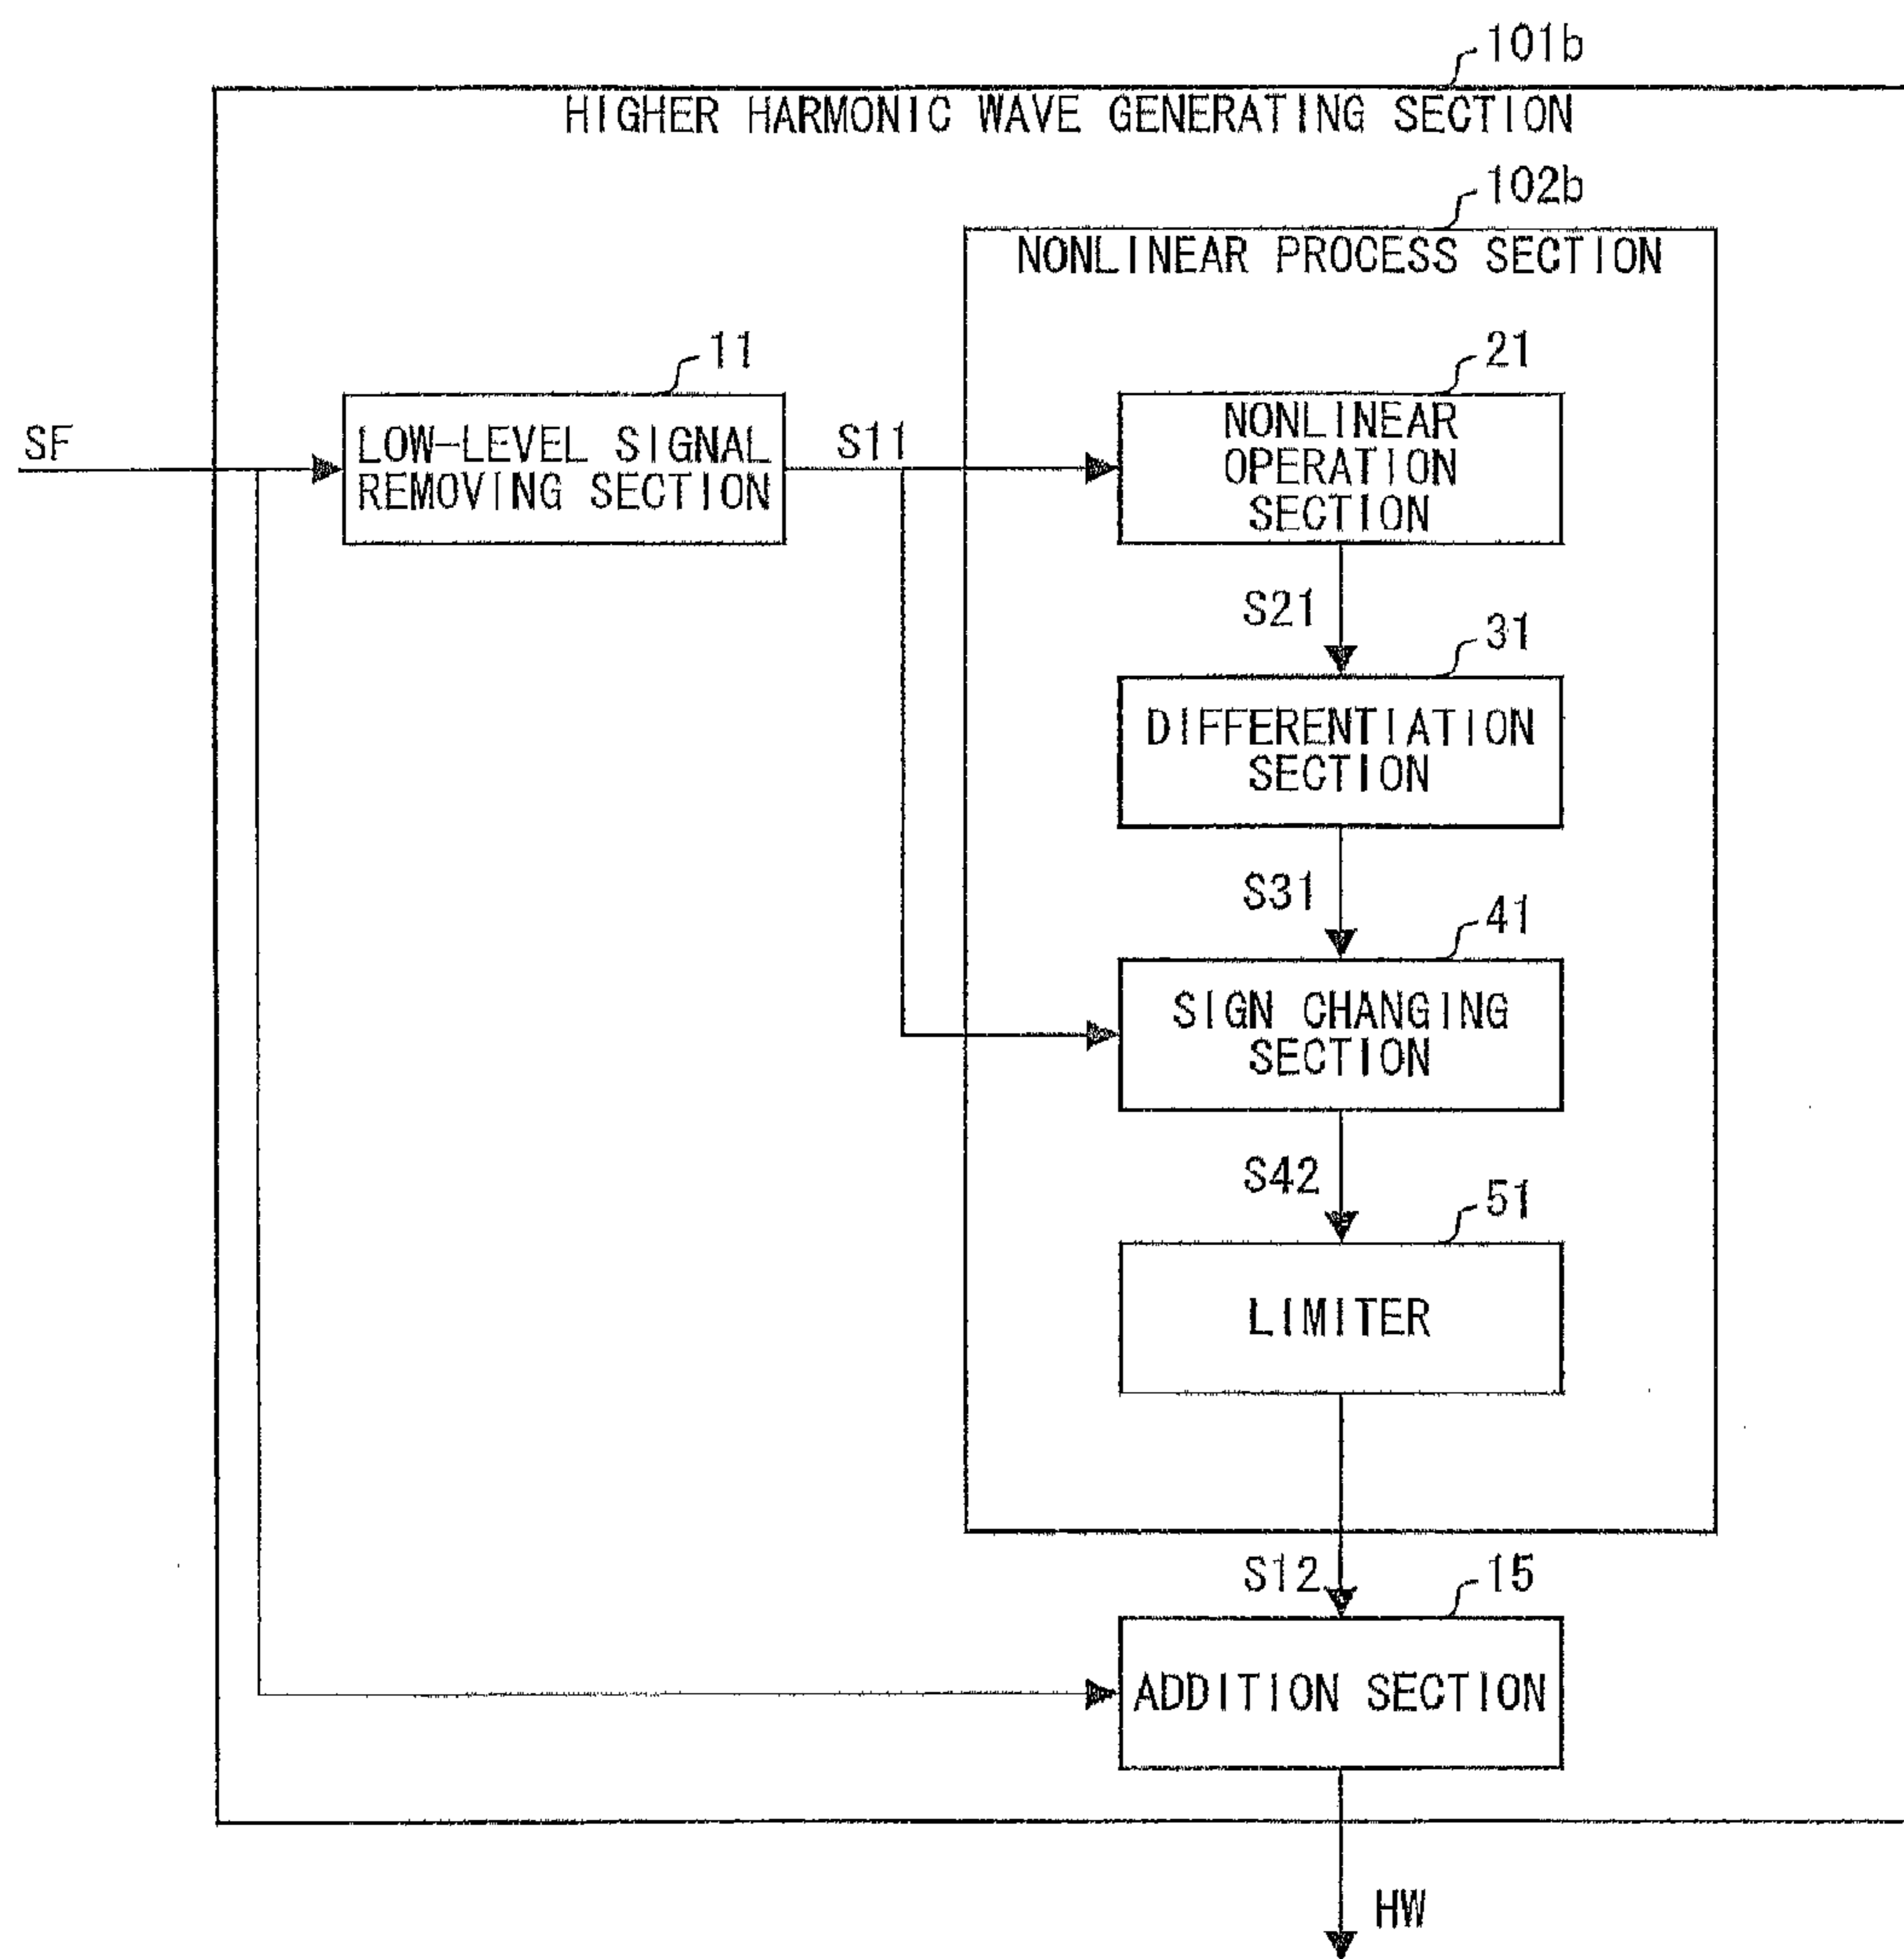 101b
HIGHER HARMONIC WAVE GENERATING SECTION
102b
NONLINEAR PROCESS SECTION
11
21
SF
LOW-LEVEL SIGNAL
REMOVING SECTION
S11
NONLINEAR
OPERATION
SECTION
S21
31
DIFFERENTIATION
SECTION
S31
41
SIGN CHANGING
SECTION
S42
51
LIMITER
S12
15
ADDITION SECTION
HW